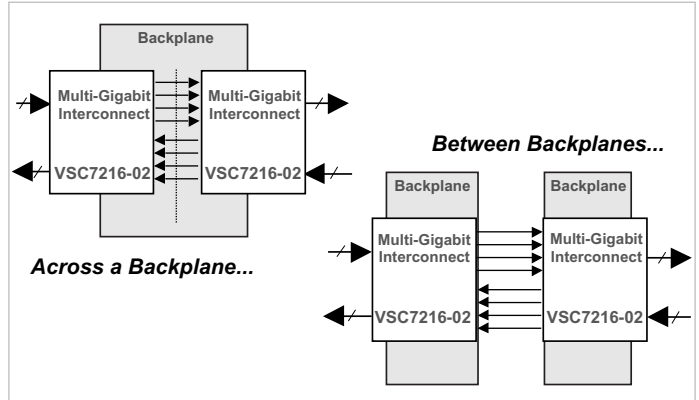 Backplane
Multi-Gigabit
Interconnect
VSC7216-02
Multi-Gigabit
Interconnect
VSC7216-02
Across a Backplane...
Between Backplanes...
Backplane
Backplane
Multi-Gigabit
Interconnect
VSC7216-02
Multi-Gigabit
Interconnect
VSC7216-02